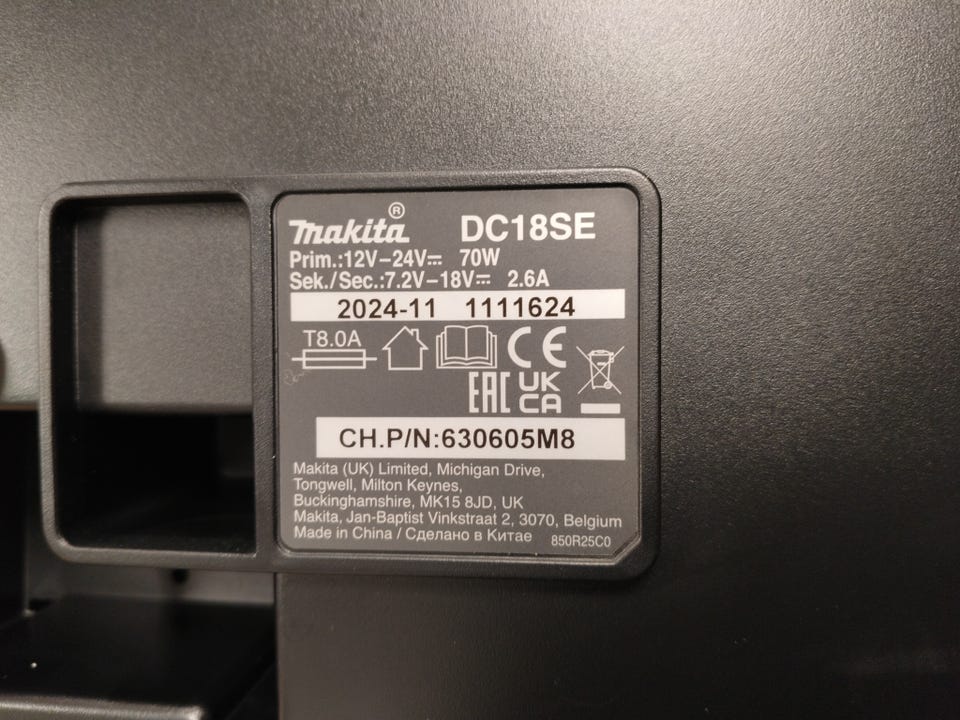 Makita® DC18SE
Prim.:12V–24V⎓ 70W
Sek./Sec.:7.2V–18V⎓ 2.6A
2024-11 1111624
T8.0A
CE
EAC UK CA
CH.P/N:630605M8
Makita (UK) Limited, Michigan Drive,
Tongwell, Milton Keynes,
Buckinghamshire, MK15 8JD, UK
Makita, Jan-Baptist Vinkstraat 2, 3070, Belgium
Made in China / Сделано в Китае 850R25C0